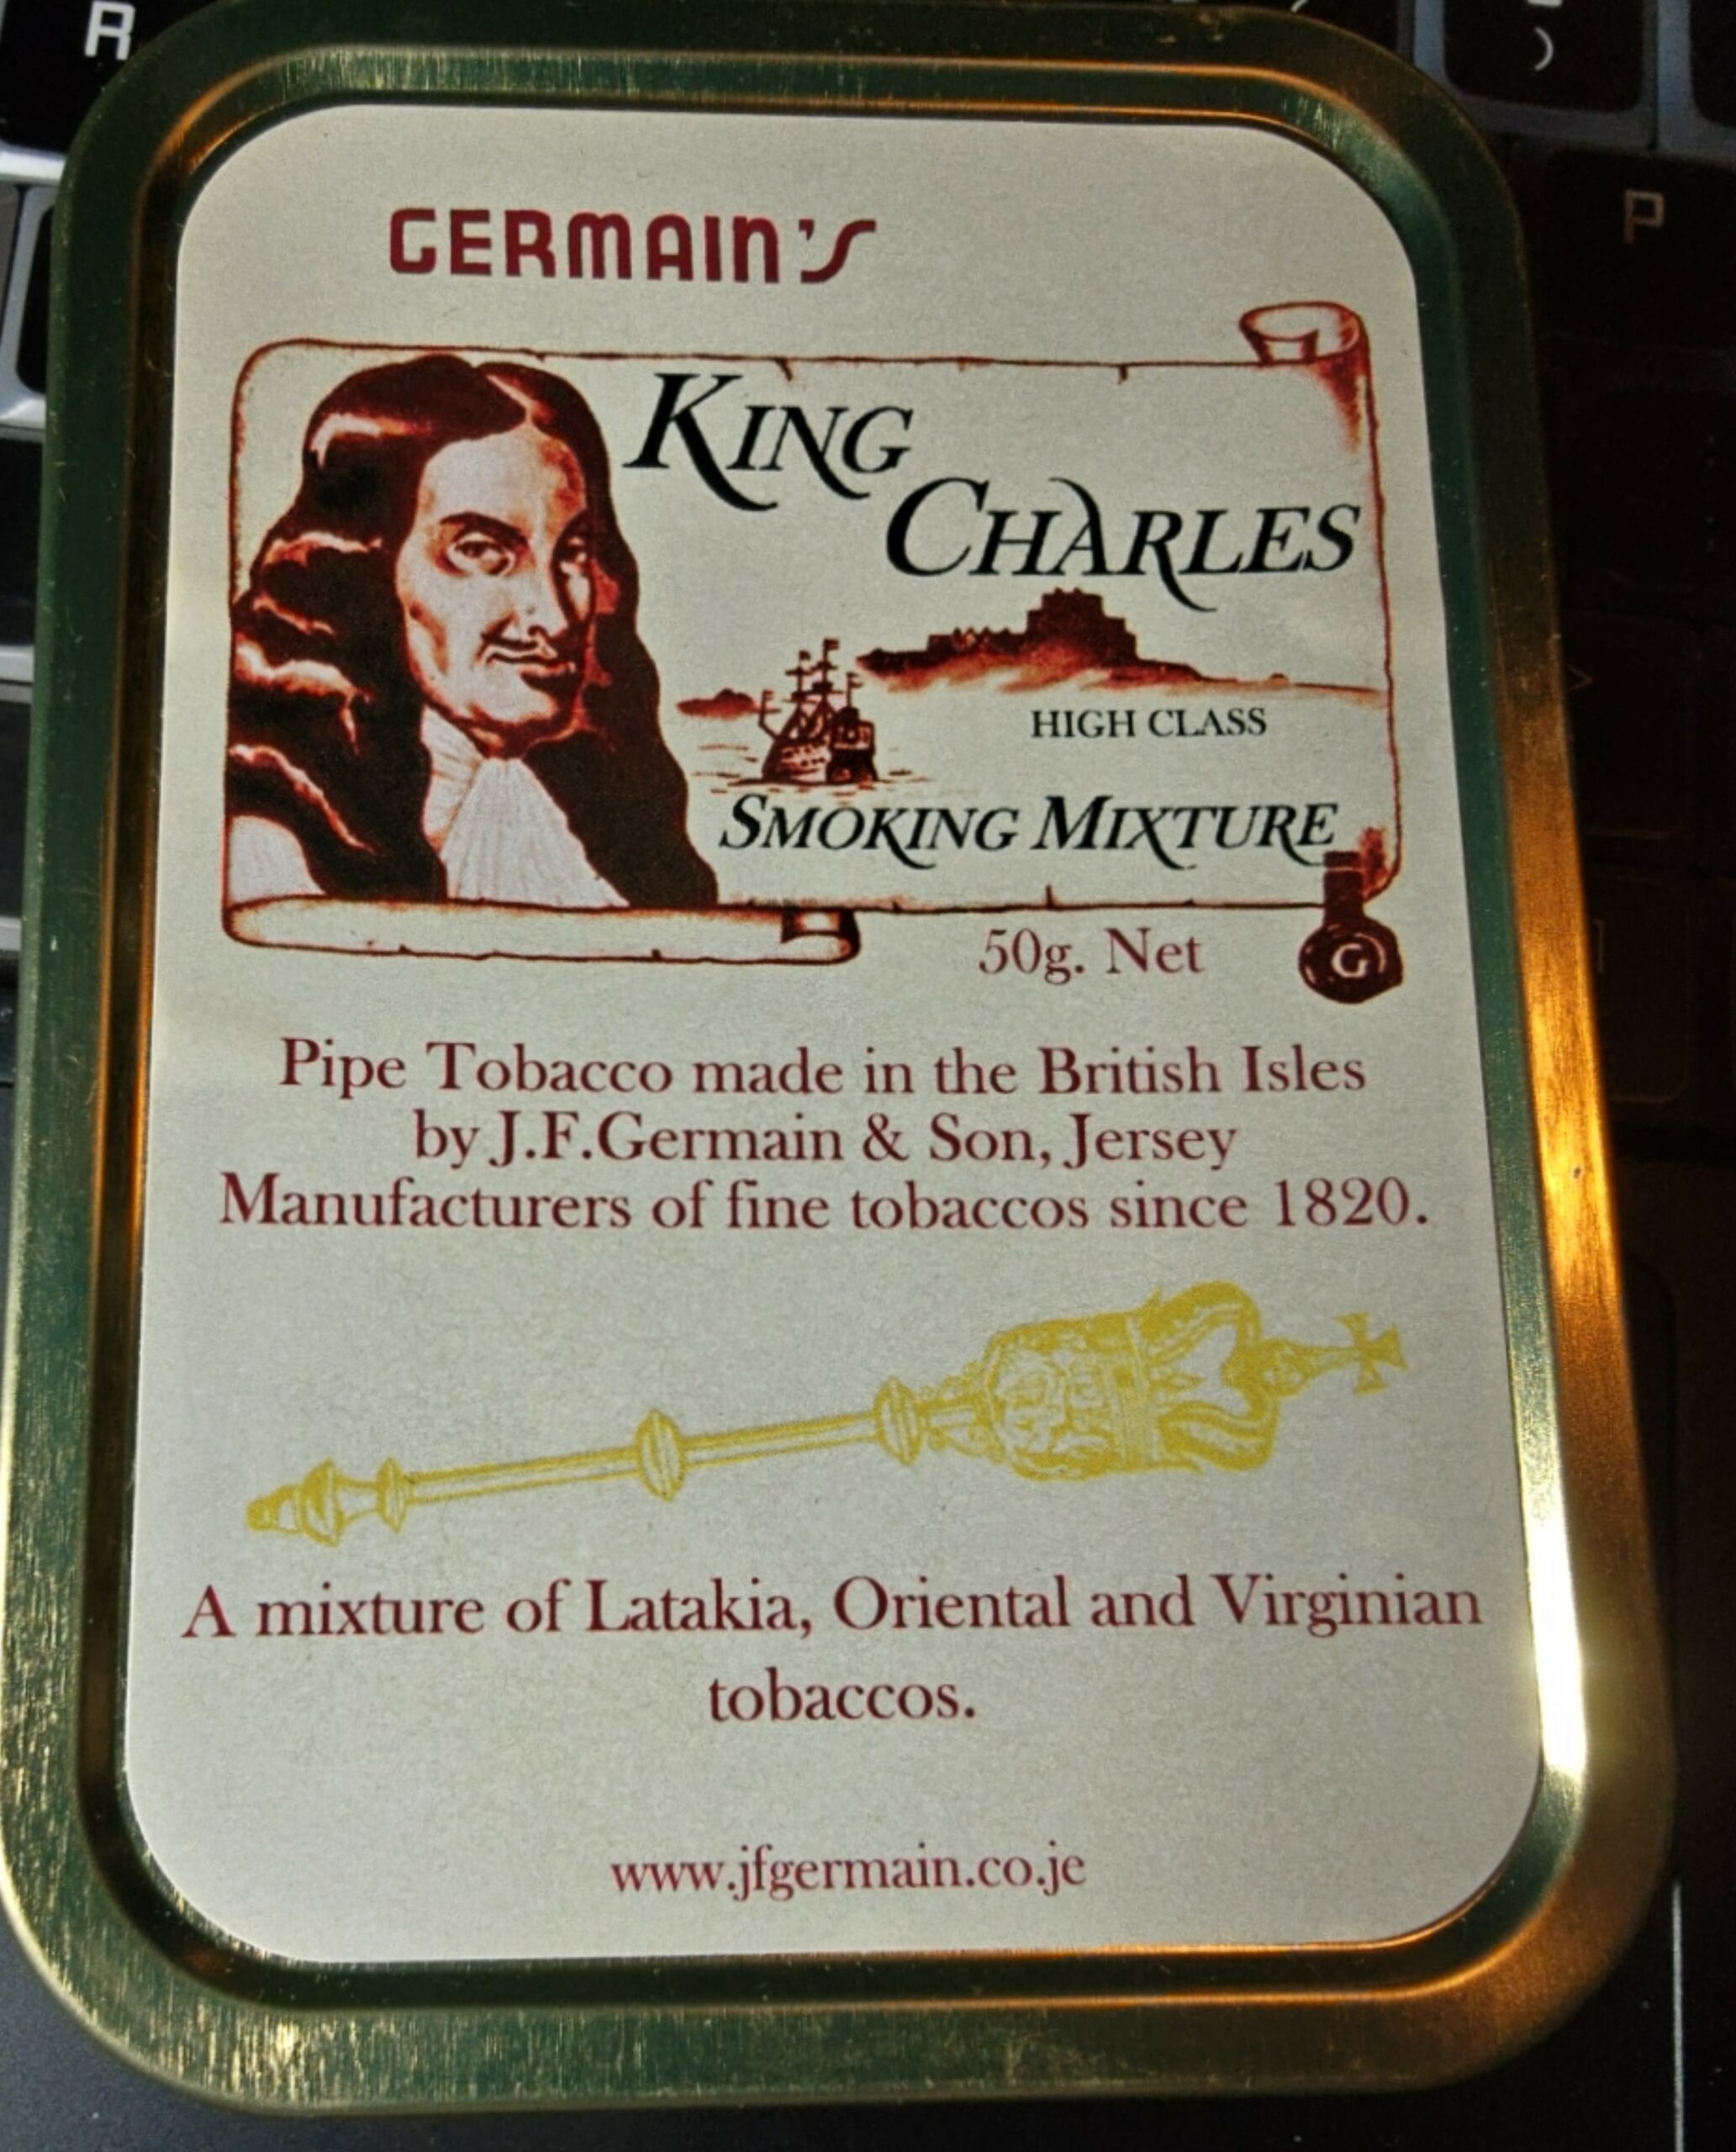 R
P
GERMAIN'S
KING
CHARLES
HIGH CLASS
SMOKING MIXTURE
50g. Net
G
Pipe Tobacco made in the British Isles
by J.F.Germain & Son, Jersey
Manufacturers of fine tobaccos since 1820.
A mixture of Latakia, Oriental and Virginian
tobaccos.
www.jfgermain.co.je